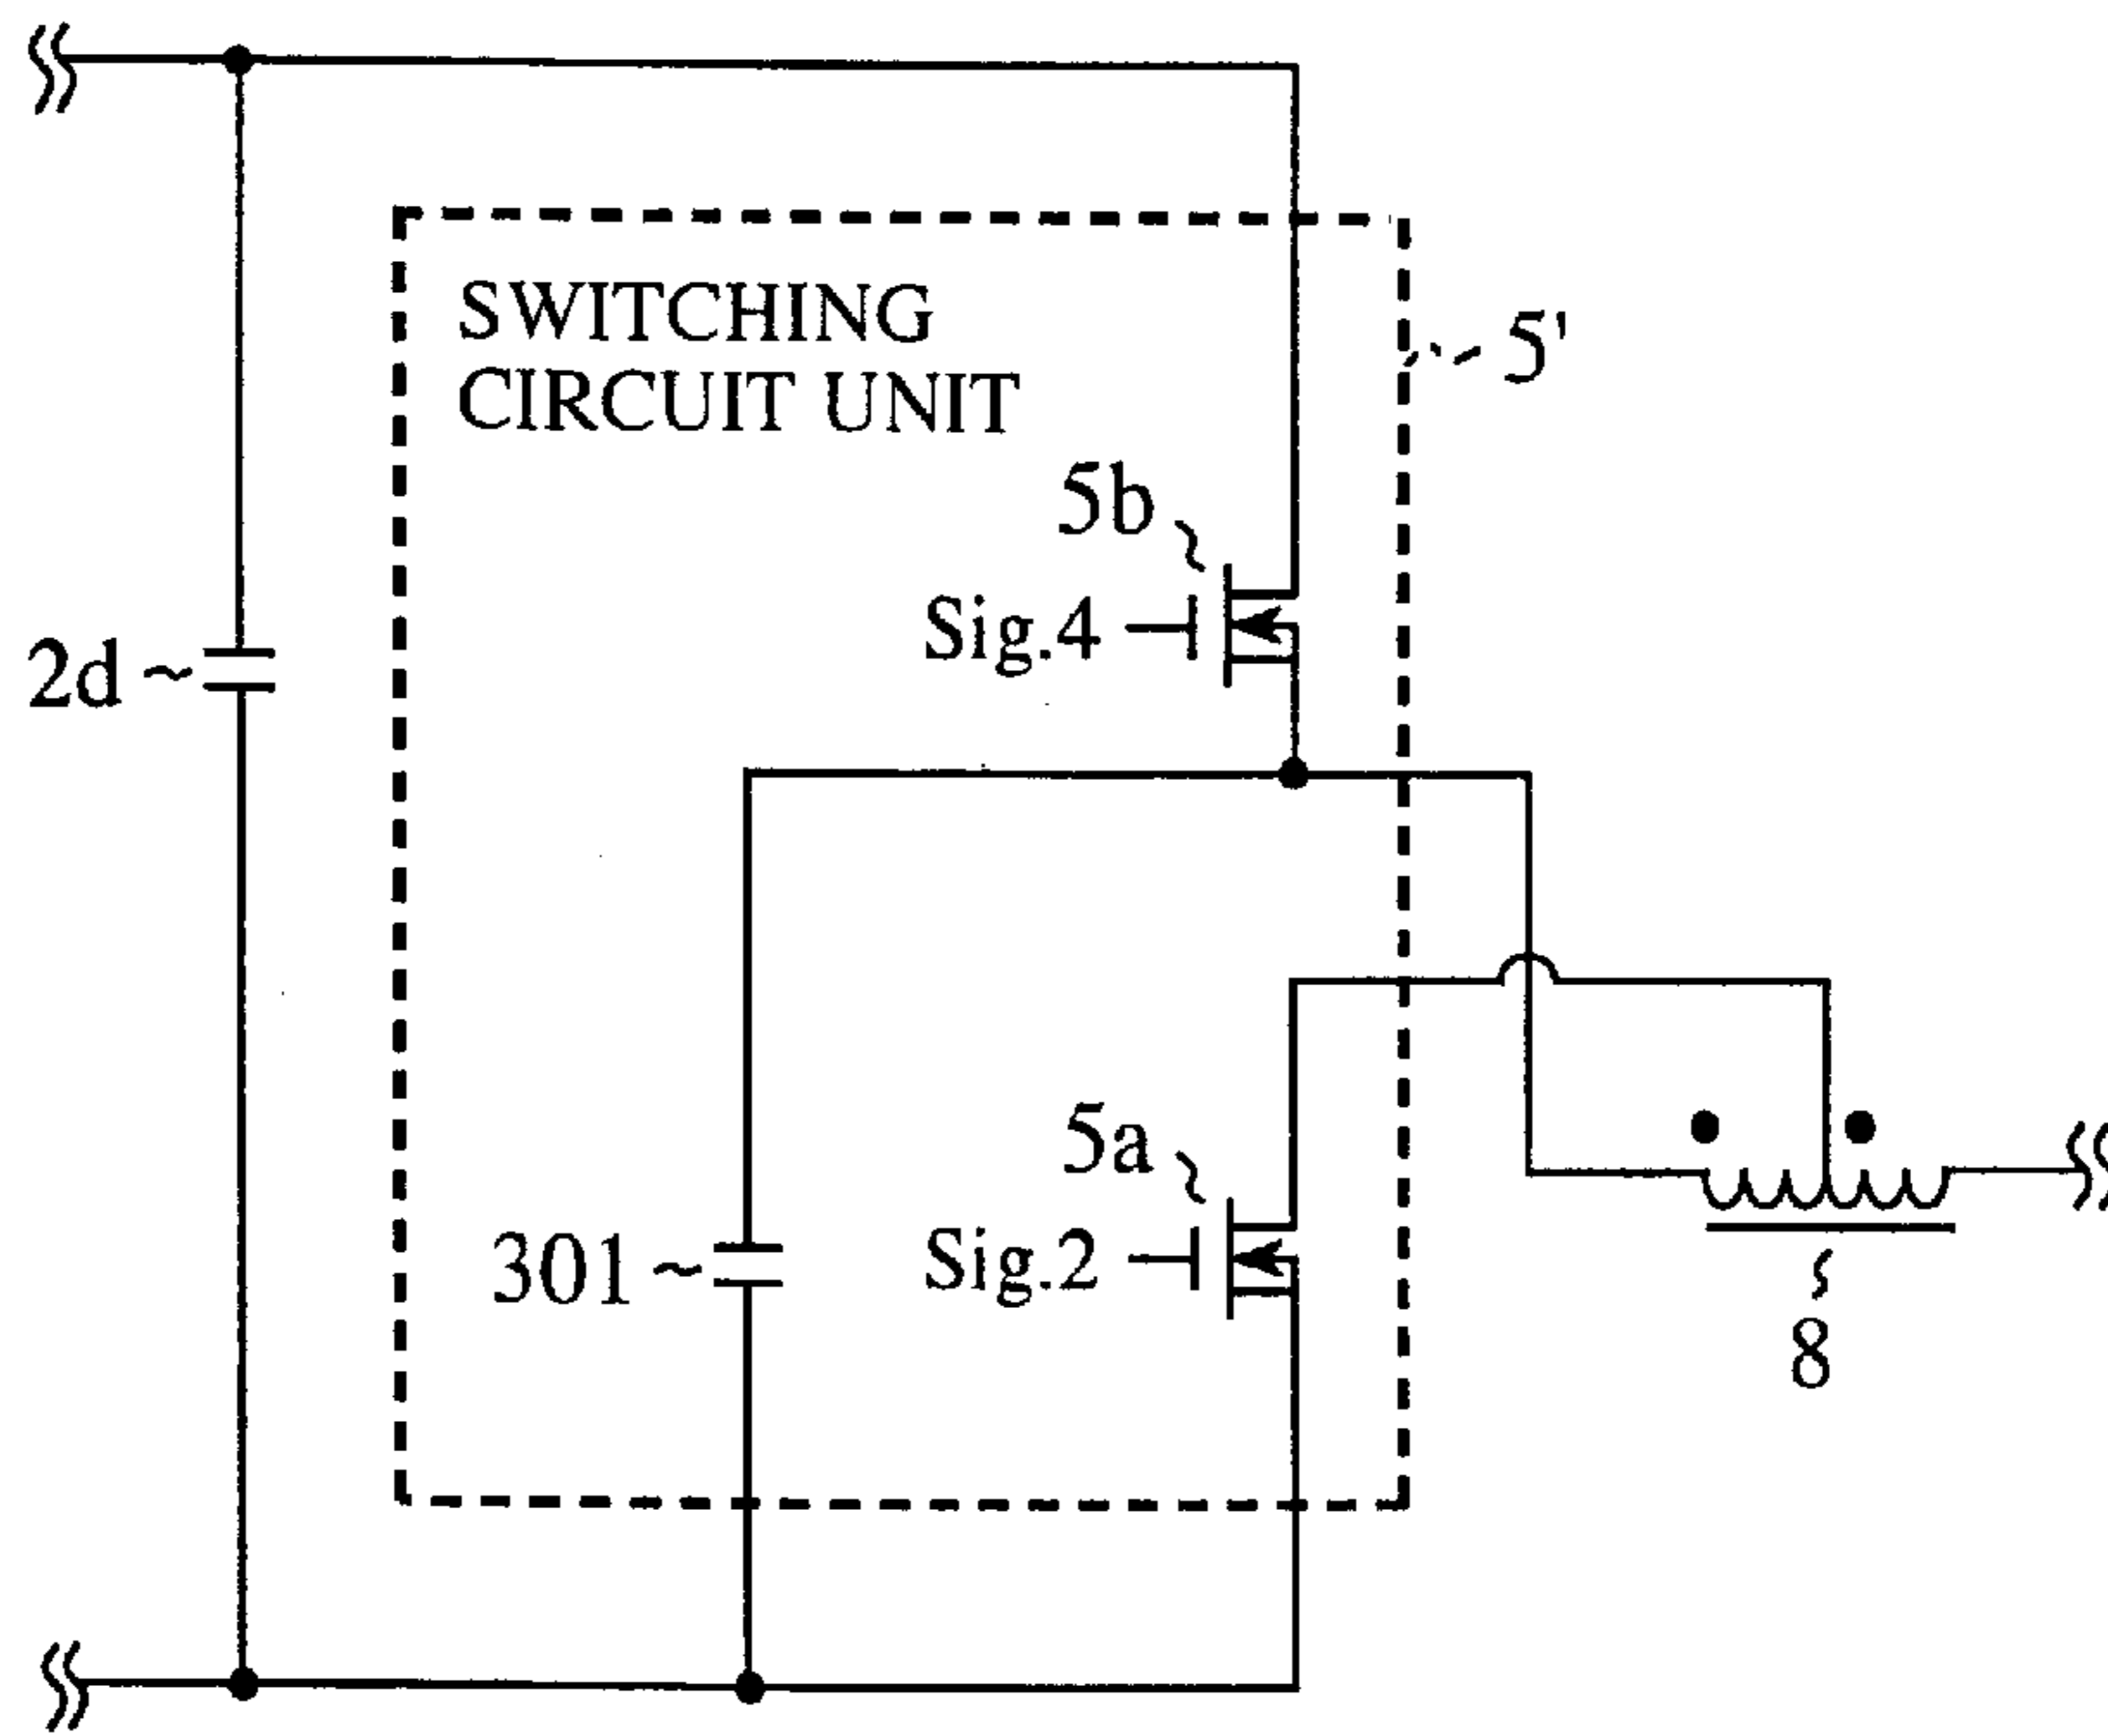 SWITCHING
CIRCUIT UNIT
5'
5b
Sig.4
2d
5a
Sig.2
301
8